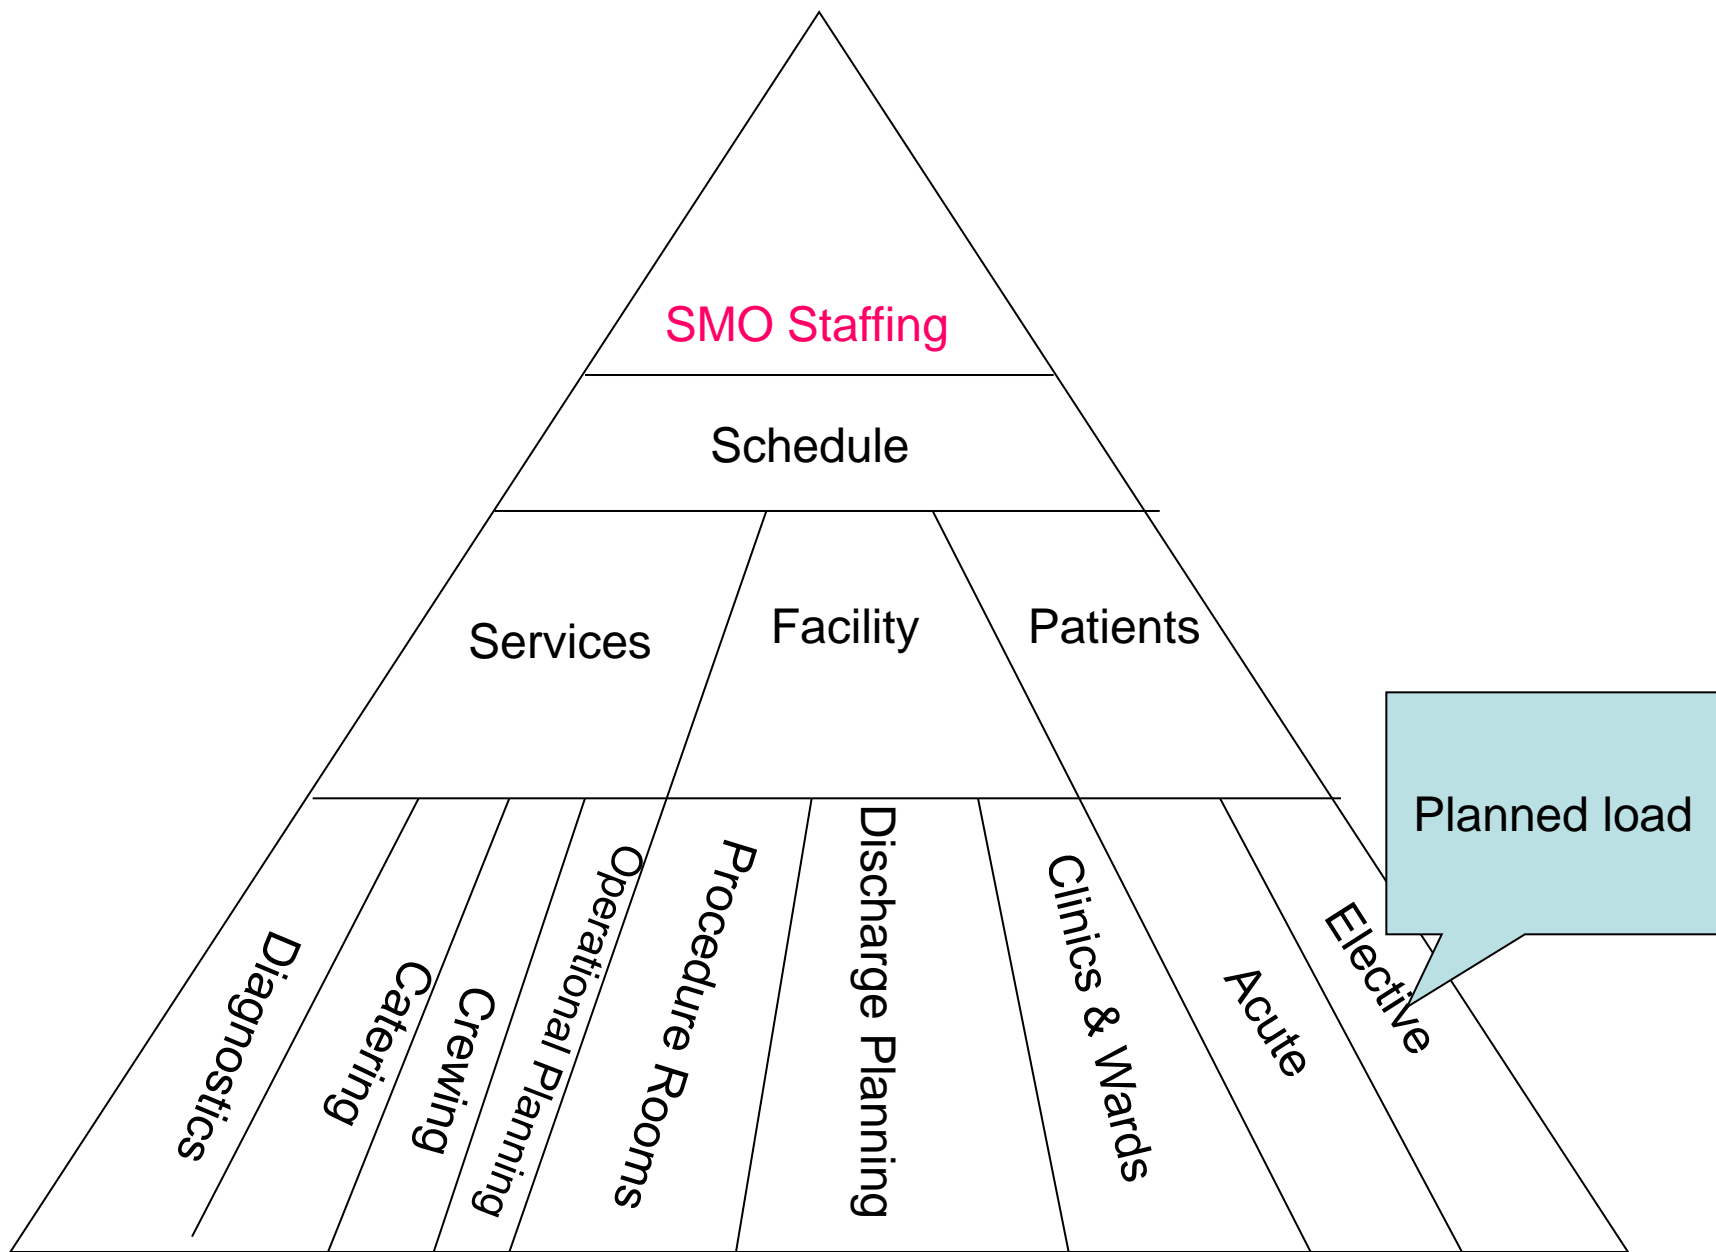 SMO Staffing
Schedule
Services
Facility
Patients
Planned load
Diagnostics
Catering
Crewing
Operational Planning
Procedure Rooms
Discharge Planning
Clinics & Wards
Acute
Elective